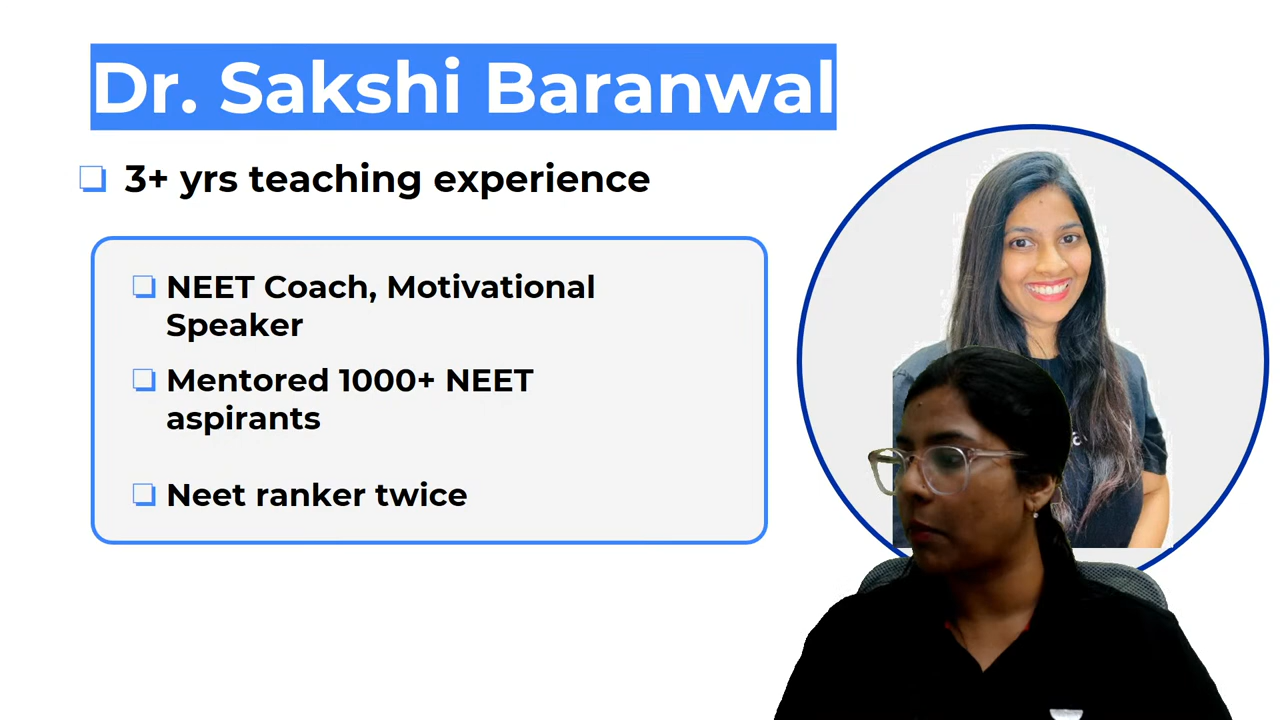 Dr. Sakshi Baranwal
3+ yrs teaching experience
NEET Coach, Motivational
Speaker
Mentored 1000+ NEET
aspirants
Neet ranker twice